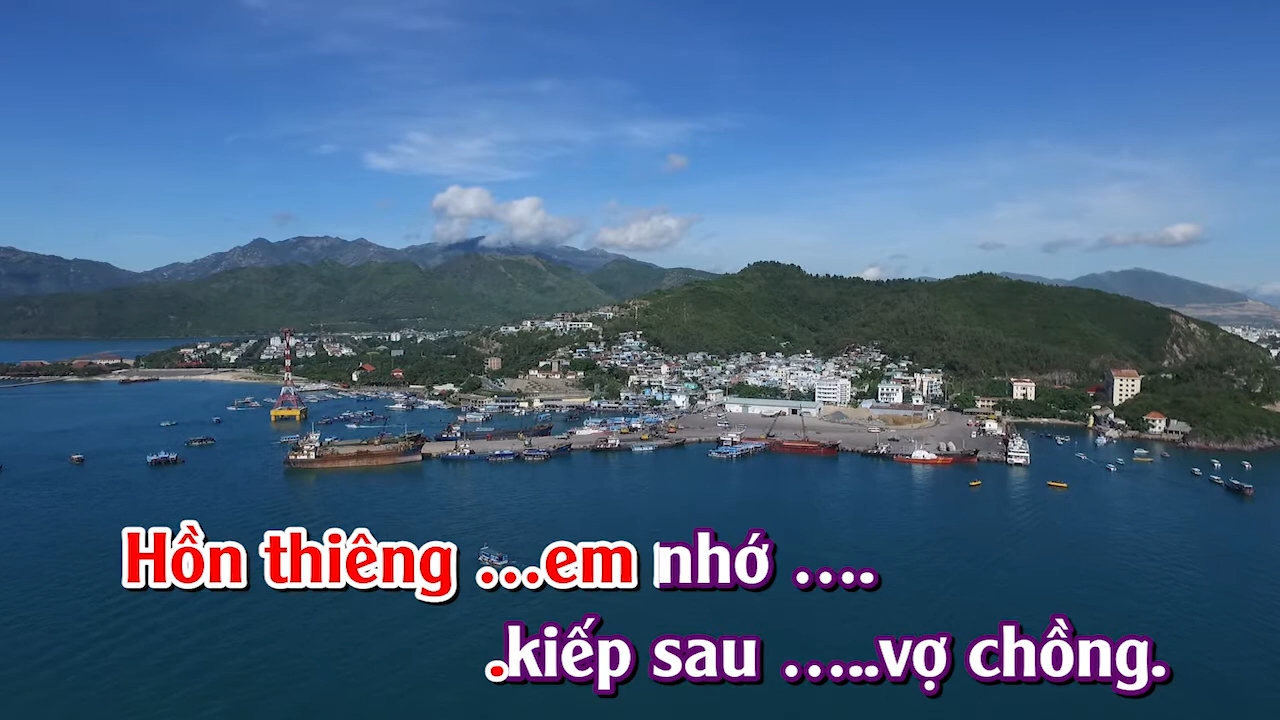 Hồn thiêng ...em nhớ ....
.kiếp sau .....vợ chồng.